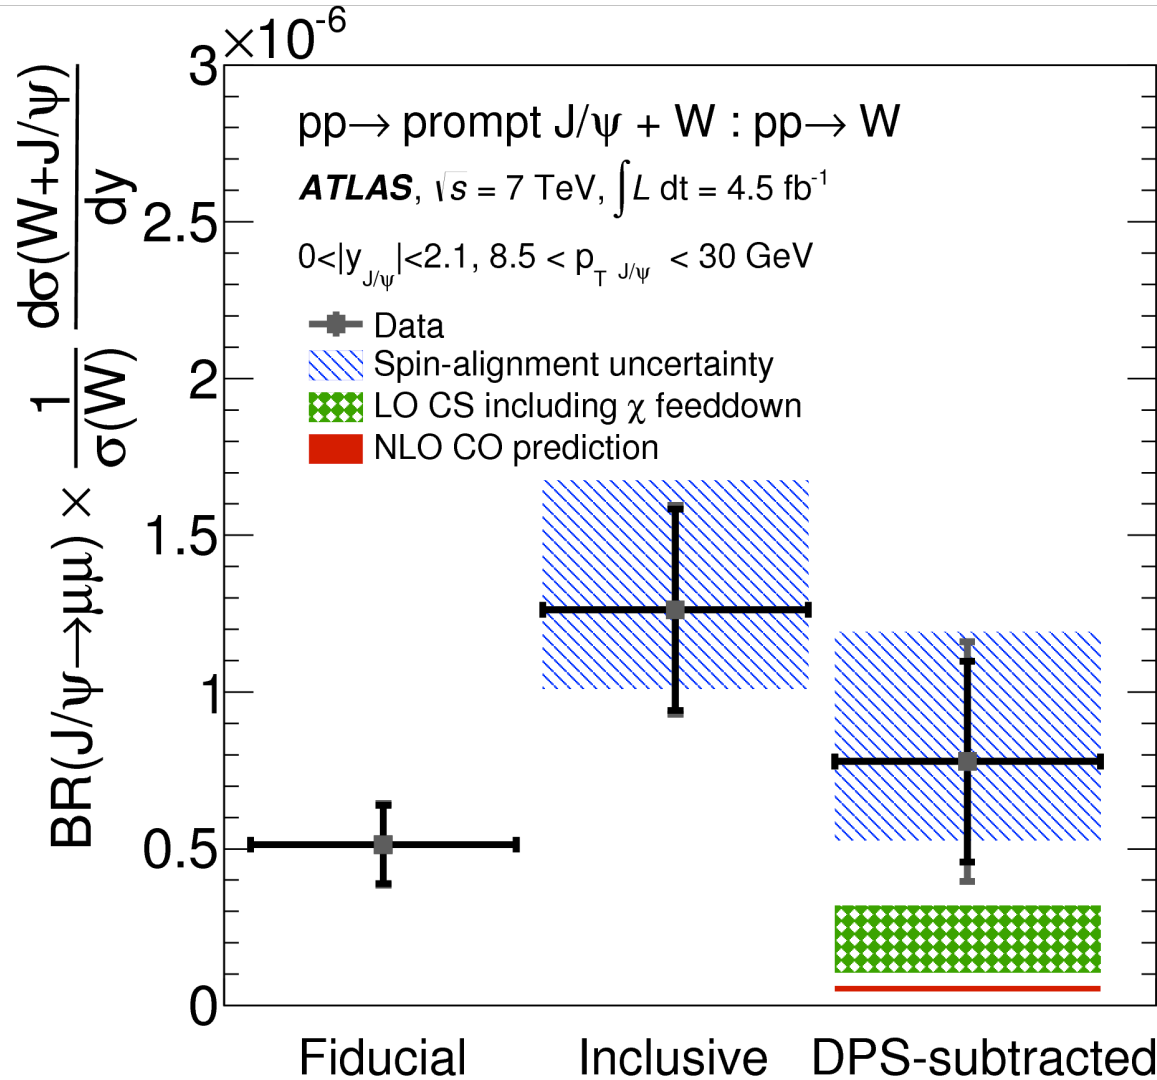 ×10⁻⁶
BR(J/ψ→μμ) × 1/σ(W) dσ(W+J/ψ)/dy
3
2.5
2
1.5
1
0.5
0
pp→ prompt J/ψ + W : pp→ W
ATLAS, √s = 7 TeV, ∫L dt = 4.5 fb⁻¹
0<|y_J/ψ|<2.1, 8.5 < p_T J/ψ < 30 GeV
Data
Spin-alignment uncertainty
LO CS including χ feeddown
NLO CO prediction
Fiducial
Inclusive
DPS-subtracted